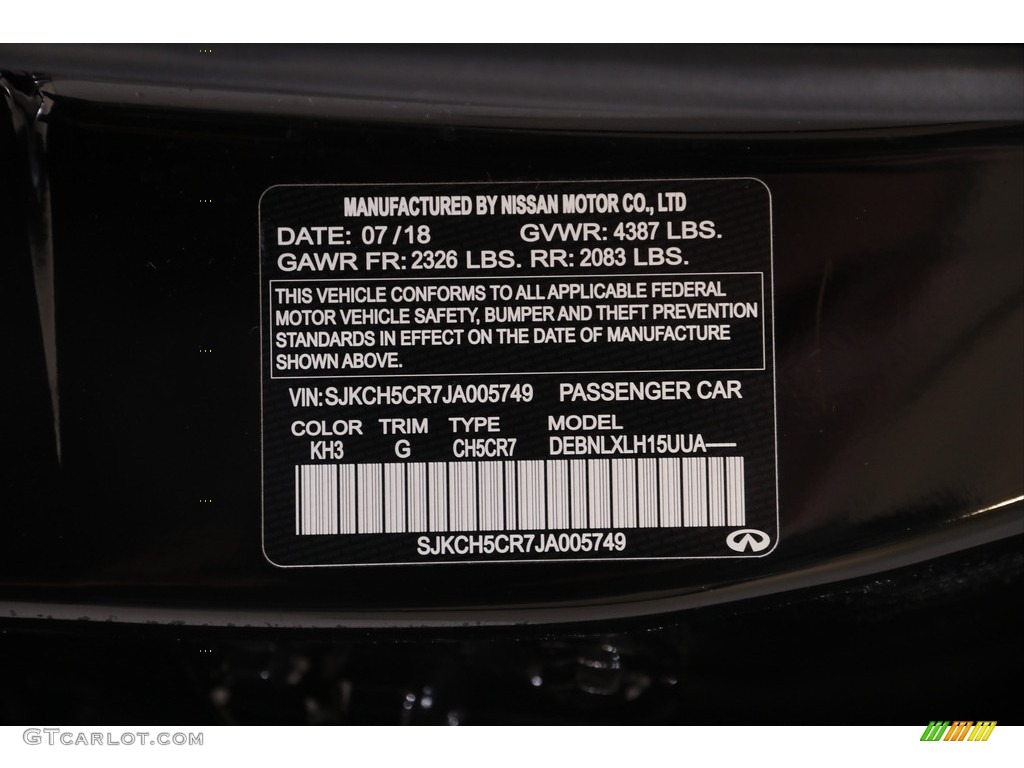 MANUFACTURED BY NISSAN MOTOR CO., LTD
DATE: 07/18 GVWR: 4387 LBS.
GAWR FR: 2326 LBS. RR: 2083 LBS.
THIS VEHICLE CONFORMS TO ALL APPLICABLE FEDERAL
MOTOR VEHICLE SAFETY, BUMPER AND THEFT PREVENTION
STANDARDS IN EFFECT ON THE DATE OF MANUFACTURE
SHOWN ABOVE.
VIN: SJKCH5CR7JA005749 PASSENGER CAR
COLOR TRIM TYPE MODEL
KH3 G CH5CR7 DEBNLXLH15UUA—
SJKCH5CR7JA005749
GTCARLOT.COM